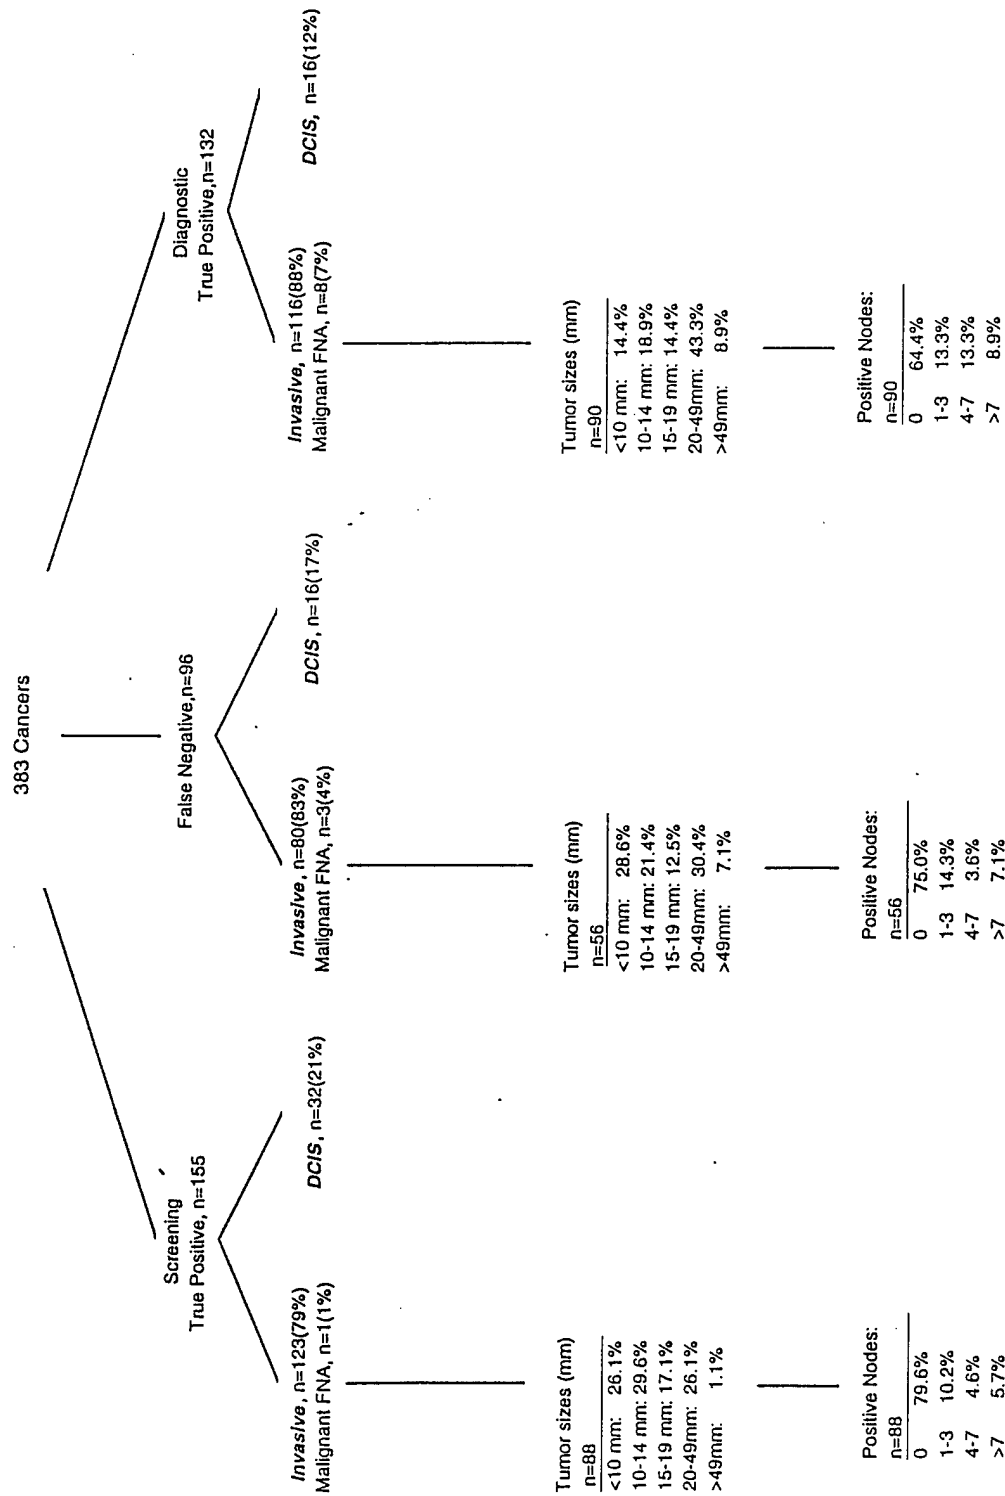 383 Cancers
Screening
True Positive, n=155
False Negative,n=96
Diagnostic
True Positive,n=132
Invasive, n=123(79%)
Malignant FNA, n=1(1%)
DCIS, n=32(21%)
Invasive, n=80(83%)
Malignant FNA, n=3(4%)
DCIS, n=16(17%)
Invasive, n=116(88%)
Malignant FNA, n=8(7%)
DCIS, n=16(12%)
Tumor sizes (mm)
n=88
<10 mm: 26.1%
10-14 mm: 29.6%
15-19 mm: 17.1%
20-49mm: 26.1%
>49mm: 1.1%
Tumor sizes (mm)
n=56
<10 mm: 28.6%
10-14 mm: 21.4%
15-19 mm: 12.5%
20-49mm: 30.4%
>49mm: 7.1%
Tumor sizes (mm)
n=90
<10 mm: 14.4%
10-14 mm: 18.9%
15-19 mm: 14.4%
20-49mm: 43.3%
>49mm: 8.9%
Positive Nodes:
n=88
0 79.6%
1-3 10.2%
4-7 4.6%
>7 5.7%
Positive Nodes:
n=56
0 75.0%
1-3 14.3%
4-7 3.6%
>7 7.1%
Positive Nodes:
n=90
0 64.4%
1-3 13.3%
4-7 13.3%
>7 8.9%